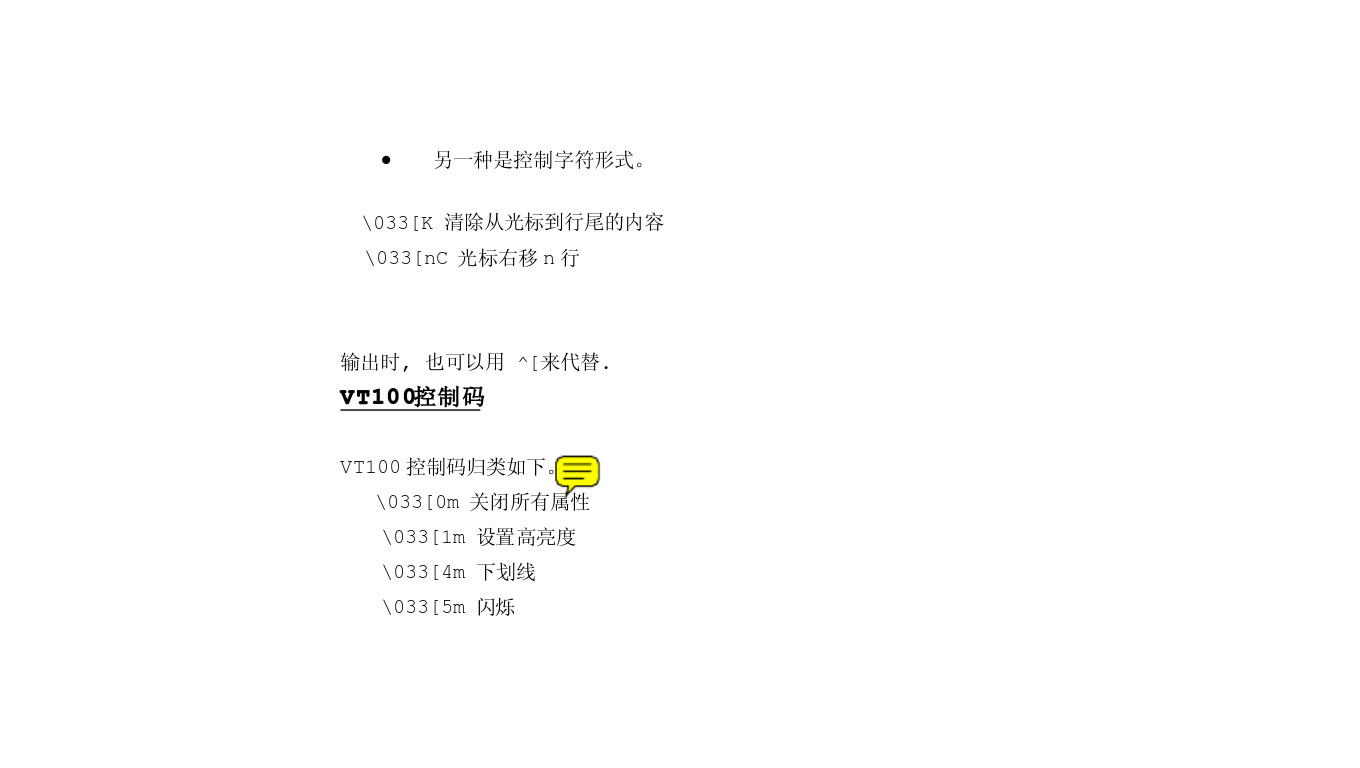 ● 另一种是控制字符形式。
\033[K 清除从光标到行尾的内容
\033[nC 光标右移 n 行
输出时, 也可以用 ^[来代替.
VT100控制码
VT100 控制码归类如下。
\033[0m 关闭所有属性
\033[1m 设置高亮度
\033[4m 下划线
\033[5m 闪烁